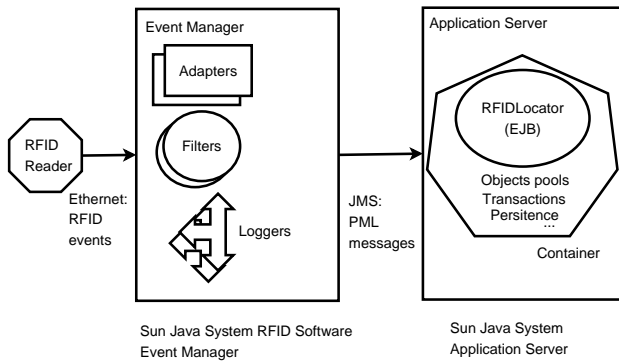 Event Manager
Adapters
Filters
Loggers
RFID
Reader
Ethernet:
RFID
events
JMS:
PML
messages
Application Server
RFIDLocator
(EJB)
Objects pools
Transactions
Persitence
...
Container
Sun Java System RFID Software
Event Manager
Sun Java System
Application Server